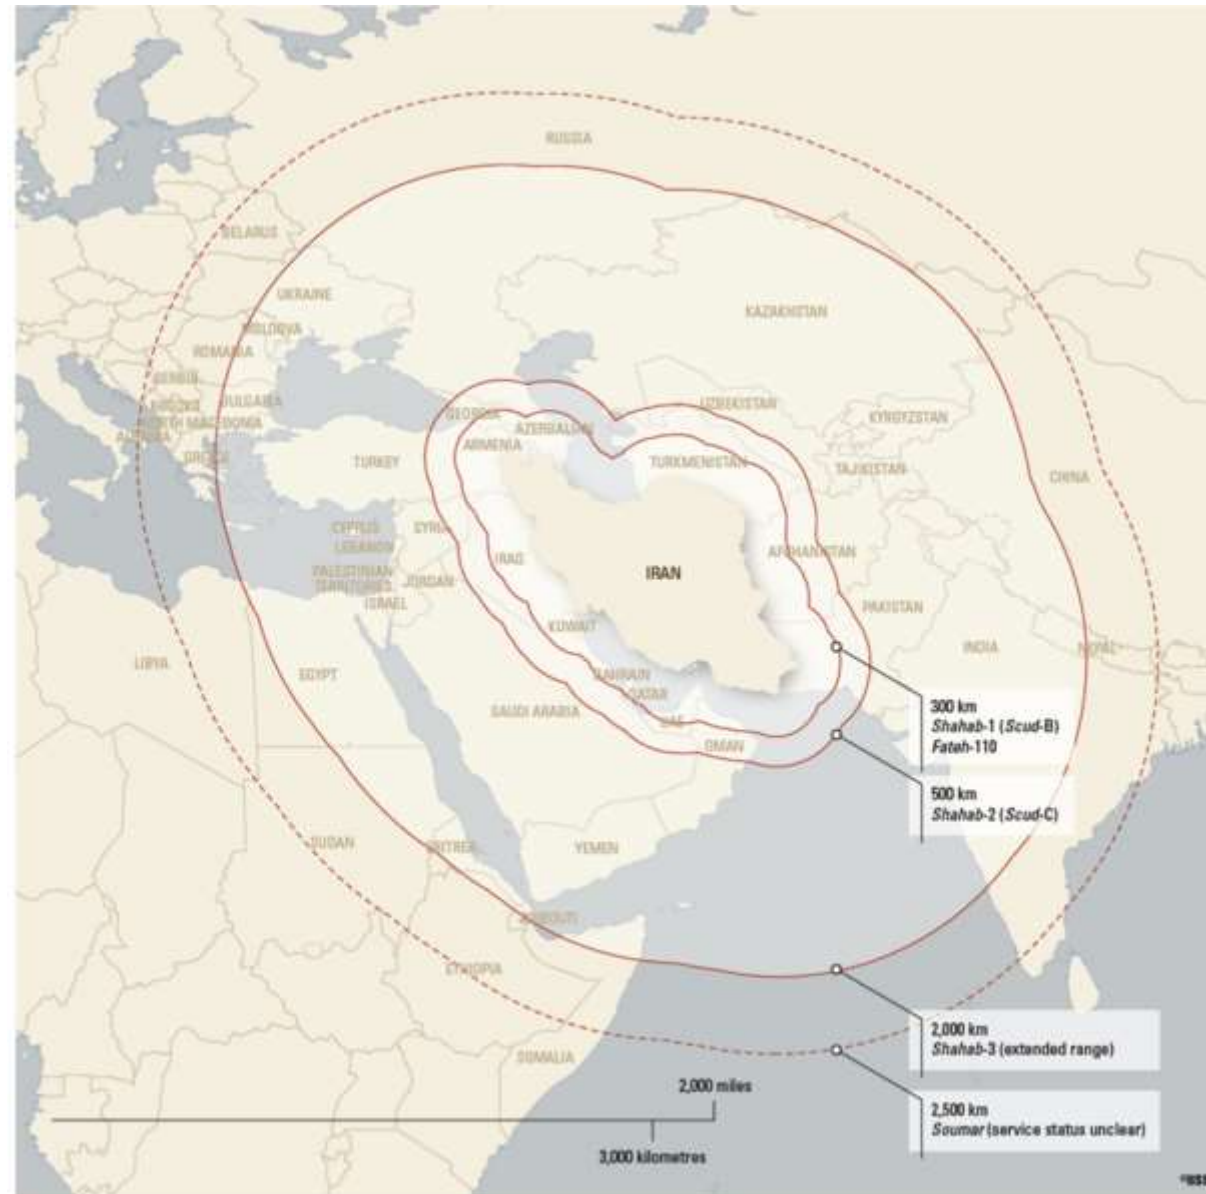 RUSSIA
BELARUS
UKRAINE
MOLDOVA
ROMANIA
SERBIA
BULGARIA
NORTH MACEDONIA
ALBANIA
GREECE
KAZAKHSTAN
GEORGIA
AZERBAIJAN
ARMENIA
UZBEKISTAN
KYRGYZSTAN
TURKEY
TURKMENISTAN
TAJIKISTAN
CHINA
CYPRUS
SYRIA
LEBANON
IRAQ
IRAN
AFGHANISTAN
PALESTINIAN
TERRITORIES
JORDAN
ISRAEL
KUWAIT
PAKISTAN
LIBYA
EGYPT
BAHRAIN
QATAR
INDIA
NEPAL
SAUDI ARABIA
UAE
OMAN
300 km
Shahab-1 (Scud-B)
Fateh-110
500 km
Shahab-2 (Scud-C)
SUDAN
ERITREA
YEMEN
DJIBOUTI
ETHIOPIA
SOMALIA
2,000 km
Shahab-3 (extended range)
2,500 km
Soumar (service status unclear)
2,000 miles
3,000 kilometres